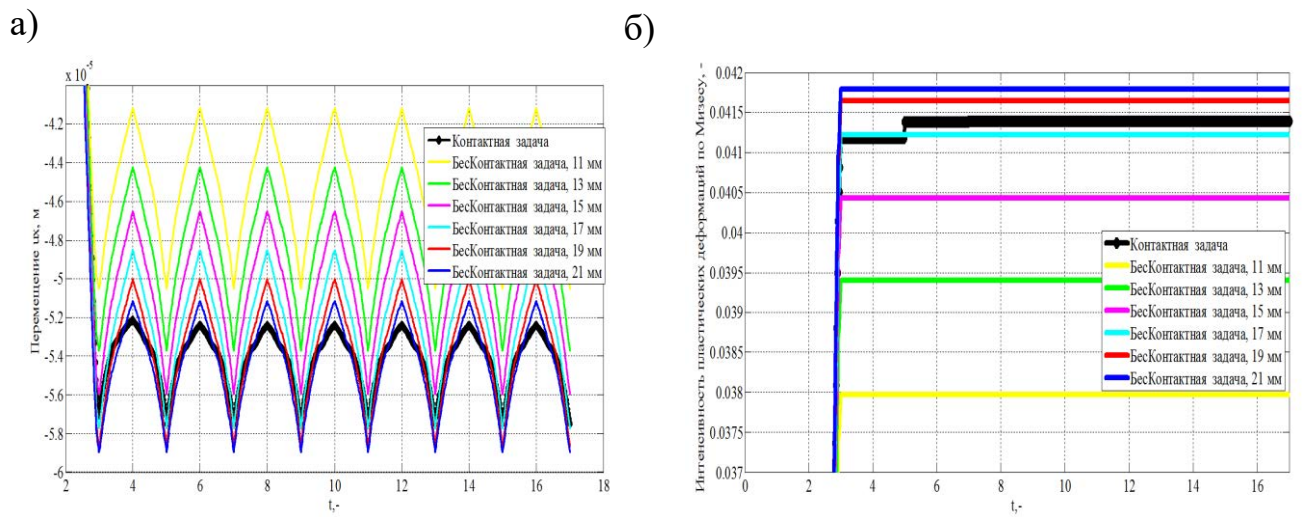 а)
x 10⁻⁵
-4.2
-4.4
-4.6
-4.8
-5
-5.2
-5.4
-5.6
-5.8
-6
Перемещение ux, м
2 4 6 8 10 12 14 16 18
t,-
Контактная задача
БесКонтактная задача, 11 мм
БесКонтактная задача, 13 мм
БесКонтактная задача, 15 мм
БесКонтактная задача, 17 мм
БесКонтактная задача, 19 мм
БесКонтактная задача, 21 мм
б)
Интенсивность пластических деформаций по Мизесу, -
0.042
0.0415
0.041
0.0405
0.04
0.0395
0.039
0.0385
0.038
0.0375
0.037
0 2 4 6 8 10 12 14 16
t,-
Контактная задача
БесКонтактная задача, 11 мм
БесКонтактная задача, 13 мм
БесКонтактная задача, 15 мм
БесКонтактная задача, 17 мм
БесКонтактная задача, 19 мм
БесКонтактная задача, 21 мм